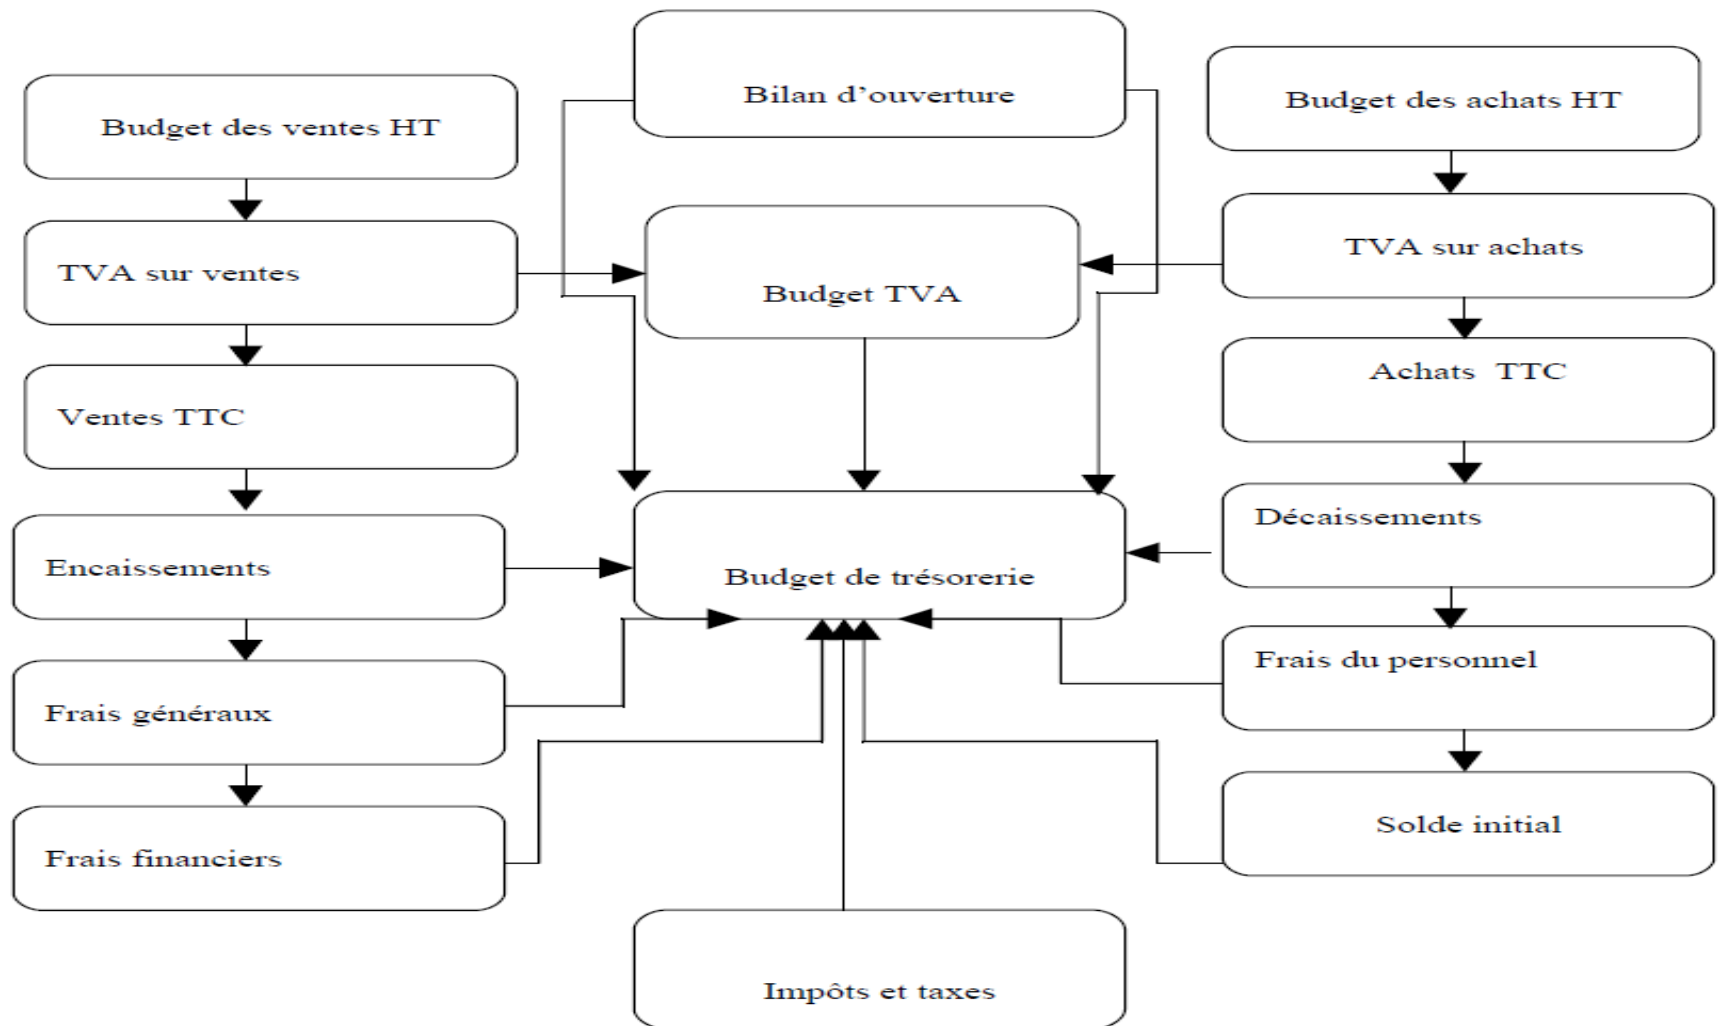 Bilan d’ouverture
Budget des achats HT
Budget des ventes HT
TVA sur achats
TVA sur ventes
Budget TVA
Achats TTC
Ventes TTC
Décaissements
Encaissements
Budget de trésorerie
Frais du personnel
Frais généraux
Solde initial
Frais financiers
Impôts et taxes